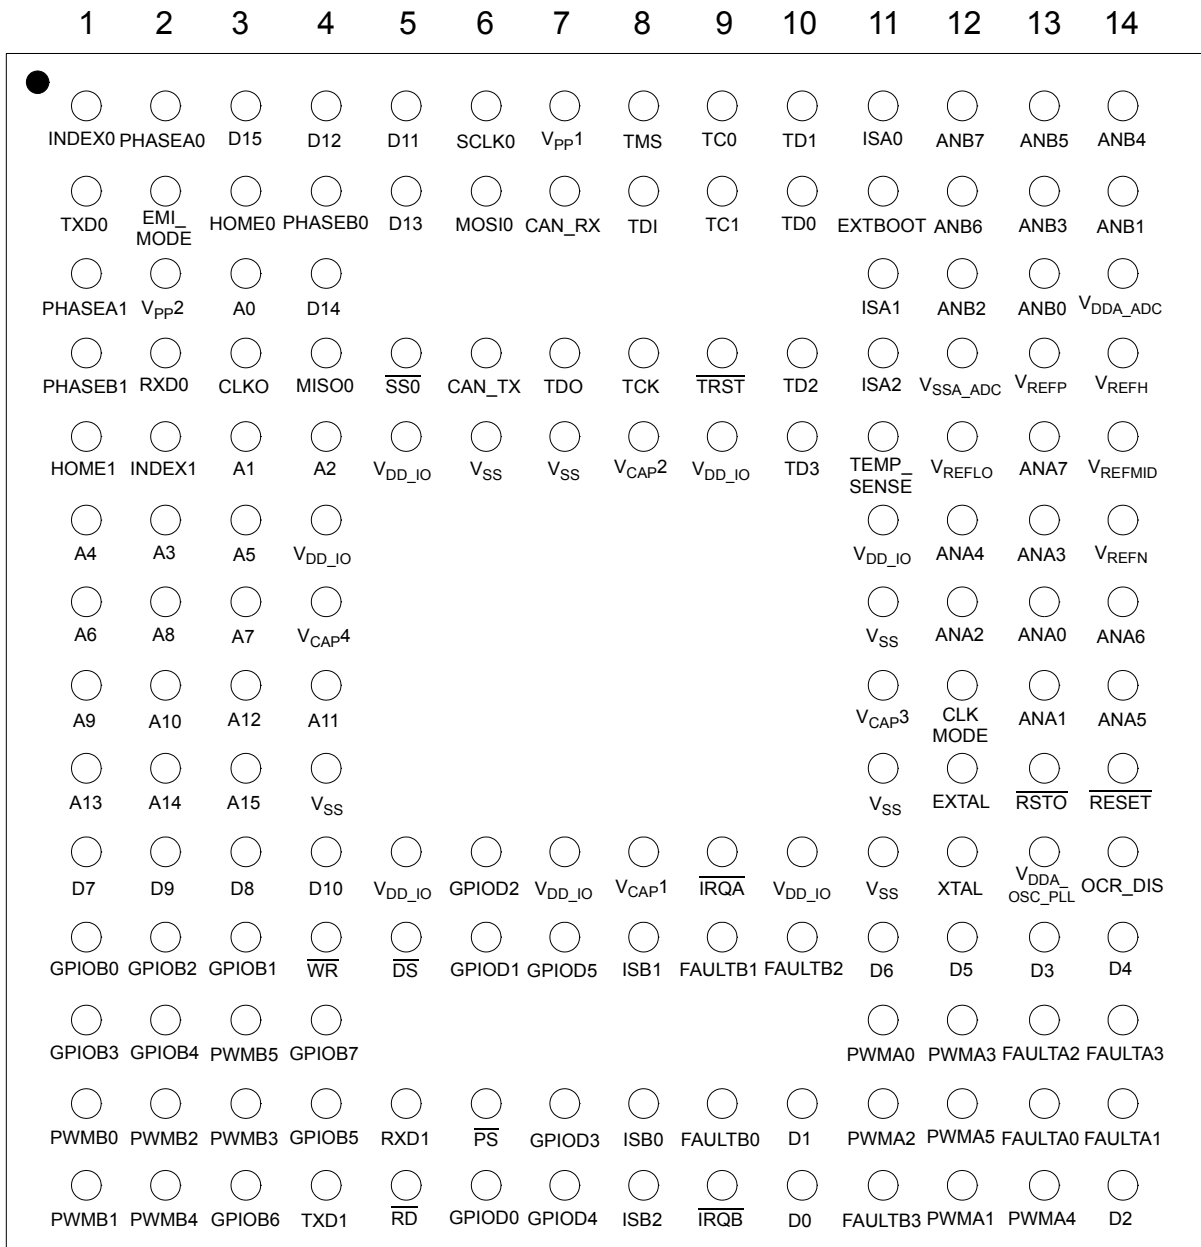 1 2 3 4 5 6 7 8 9 10 11 12 13 14
INDEX0 PHASEA0 D15 D12 D11 SCLK0 VPP1 TMS TC0 TD1 ISA0 ANB7 ANB5 ANB4
TXD0 EMI_ MODE HOME0 PHASEB0 D13 MOSI0 CAN_RX TDI TC1 TD0 EXTBOOT ANB6 ANB3 ANB1
PHASEA1 VPP2 A0 D14 ISA1 ANB2 ANB0 VDDA_ADC
PHASEB1 RXD0 CLKO MISO0 SS0 CAN_TX TDO TCK TRST TD2 ISA2 VSSA_ADC VREFP VREFH
HOME1 INDEX1 A1 A2 VDD_IO VSS VSS VCAP2 VDD_IO TD3 TEMP_ SENSE VREFLO ANA7 VREFMID
A4 A3 A5 VDD_IO VDD_IO ANA4 ANA3 VREFN
A6 A8 A7 VCAP4 VSS ANA2 ANA0 ANA6
A9 A10 A12 A11 VCAP3 CLK MODE ANA1 ANA5
A13 A14 A15 VSS VSS EXTAL RSTO RESET
D7 D9 D8 D10 VDD_IO GPIOD2 VDD_IO VCAP1 IRQA VDD_IO VSS XTAL VDDA_ OSC_PLL OCR_DIS
GPIOB0 GPIOB2 GPIOB1 WR DS GPIOD1 GPIOD5 ISB1 FAULTB1 FAULTB2 D6 D5 D3 D4
GPIOB3 GPIOB4 PWMB5 GPIOB7 PWMA0 PWMA3 FAULTA2 FAULTA3
PWMB0 PWMB2 PWMB3 GPIOB5 RXD1 PS GPIOD3 ISB0 FAULTB0 D1 PWMA2 PWMA5 FAULTA0 FAULTA1
PWMB1 PWMB4 GPIOB6 TXD1 RD GPIOD0 GPIOD4 ISB2 IRQB D0 FAULTB3 PWMA1 PWMA4 D2